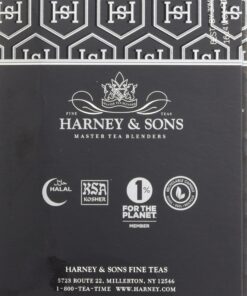 FINE TEAS
HARNEY & SONS
MASTER TEA BLENDERS
HALAL
KSA
KOSHER
1%
FOR THE
PLANET
MEMBER
HARNEY & SONS FINE TEAS
5723 ROUTE 22, MILLERTON, NY 12546
1-800-TEA-TIME WWW.HARNEY.COM